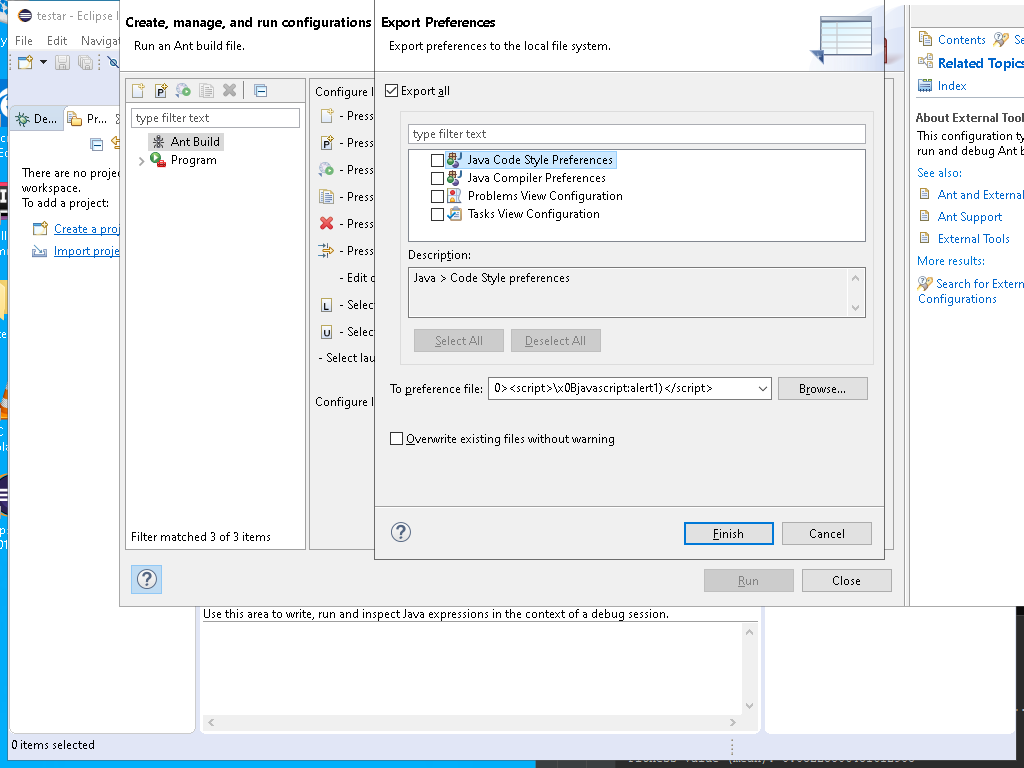 testar - Eclipse
File Edit Navigat
De...
Pr...
There are no projec
workspace.
To add a project:
Create a proj
Import proje
0 items selected
Create, manage, and run configurations
Run an Ant build file.
type filter text
Ant Build
Program
Filter matched 3 of 3 items
Configure l
- Press
- Press
- Press
- Press
- Press
- Press
- Edit c
- Selec
- Selec
- Select lau
Configure l
Run
Close
Export Preferences
Export preferences to the local file system.
Export all
type filter text
Java Code Style Preferences
Java Compiler Preferences
Problems View Configuration
Tasks View Configuration
Description:
Java > Code Style preferences
Select All
Deselect All
To preference file:
0><script>\x0Bjavascript:alert1)</script>
Browse...
Overwrite existing files without warning
Finish
Cancel
Contents
Se
Related Topics
Index
About External Tool
This configuration ty
run and debug Ant b
See also:
Ant and External
Ant Support
External Tools
More results:
Search for Extern
Configurations
Use this area to write, run and inspect Java expressions in the context of a debug session.